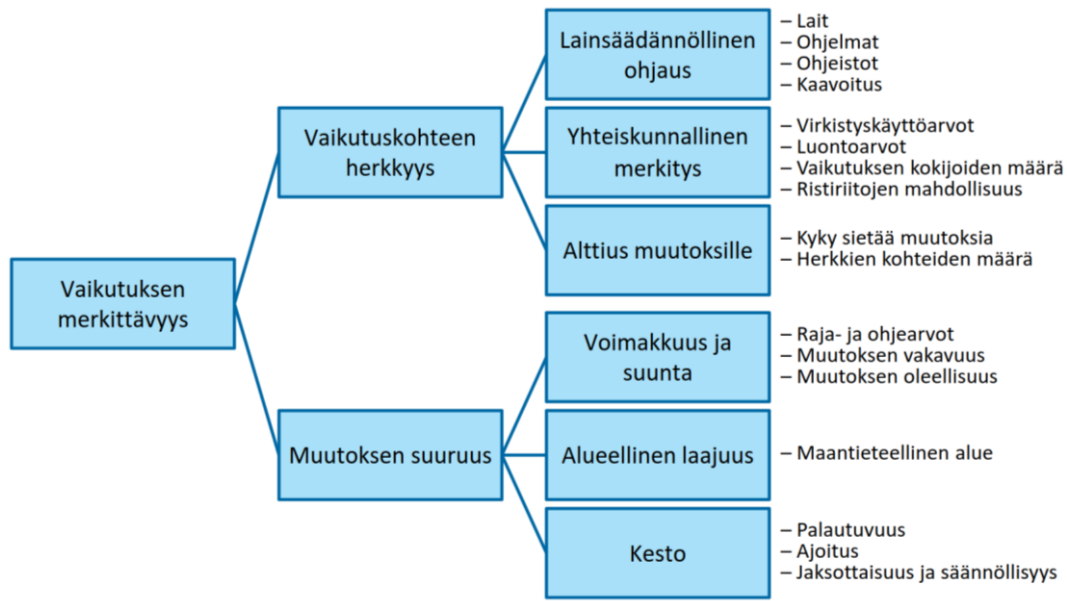 Vaikutuksen
merkittävyys
Vaikutuskohteen
herkkyys
Lainsäädännöllinen
ohjaus
– Lait
– Ohjelmat
– Ohjeistot
– Kaavoitus
Yhteiskunnallinen
merkitys
– Virkistyskäyttöarvot
– Luontoarvot
– Vaikutuksen kokijoiden määrä
– Ristiriitojen mahdollisuus
Alttius muutoksille
– Kyky sietää muutoksia
– Herkkien kohteiden määrä
Muutoksen suuruus
Voimakkuus ja
suunta
– Raja- ja ohjearvot
– Muutoksen vakavuus
– Muutoksen oleellisuus
Alueellinen laajuus
– Maantieteellinen alue
Kesto
– Palautuvuus
– Ajoitus
– Jaksottaisuus ja säännöllisyys